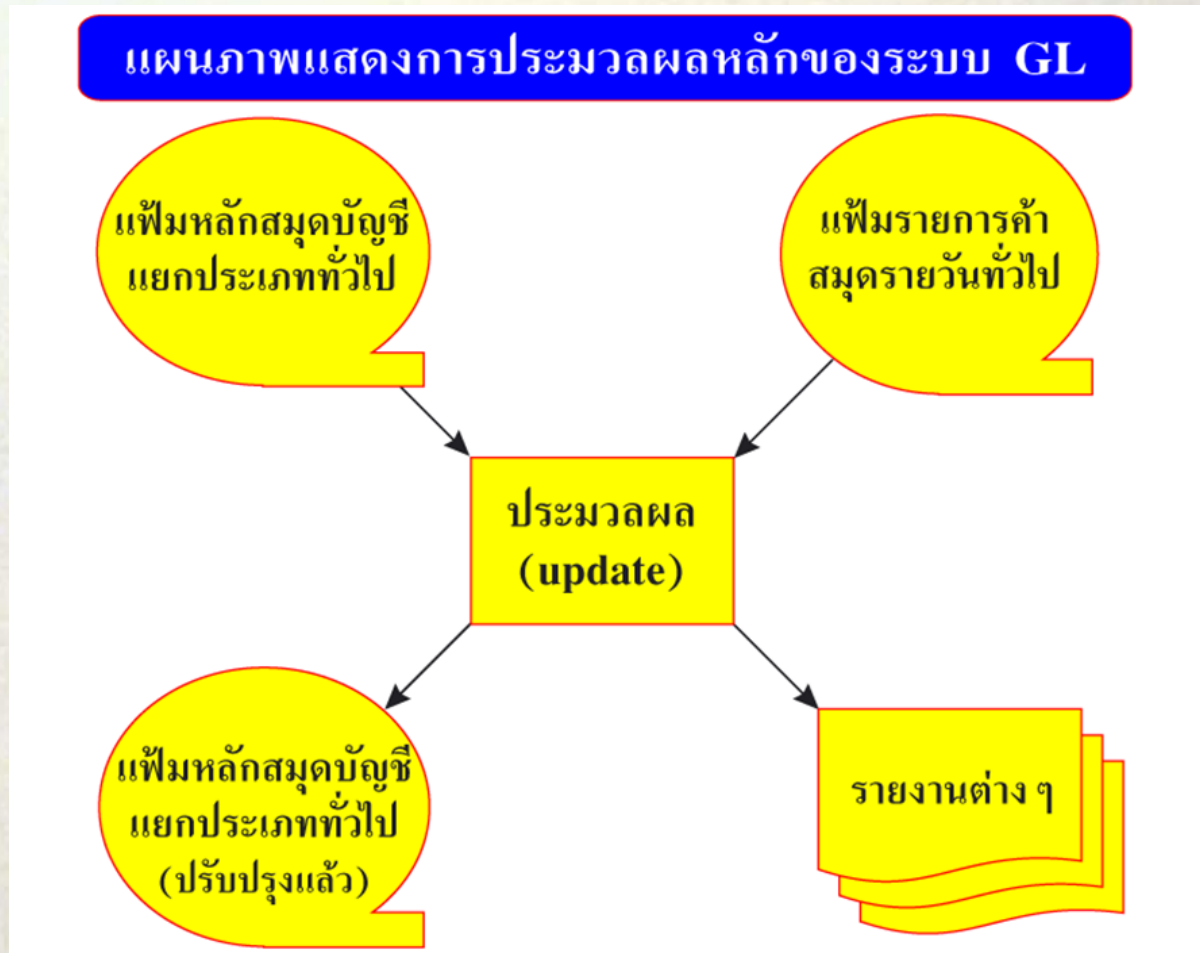 แผนภาพแสดงการประมวลผลหลักของระบบ GL
แฟ้มหลักสมุดบัญชี
แยกประเภททั่วไป
แฟ้มรายการค้า
สมุดรายวันทั่วไป
ประมวลผล
(update)
แฟ้มหลักสมุดบัญชี
แยกประเภททั่วไป
(ปรับปรุงแล้ว)
รายงานต่าง ๆ